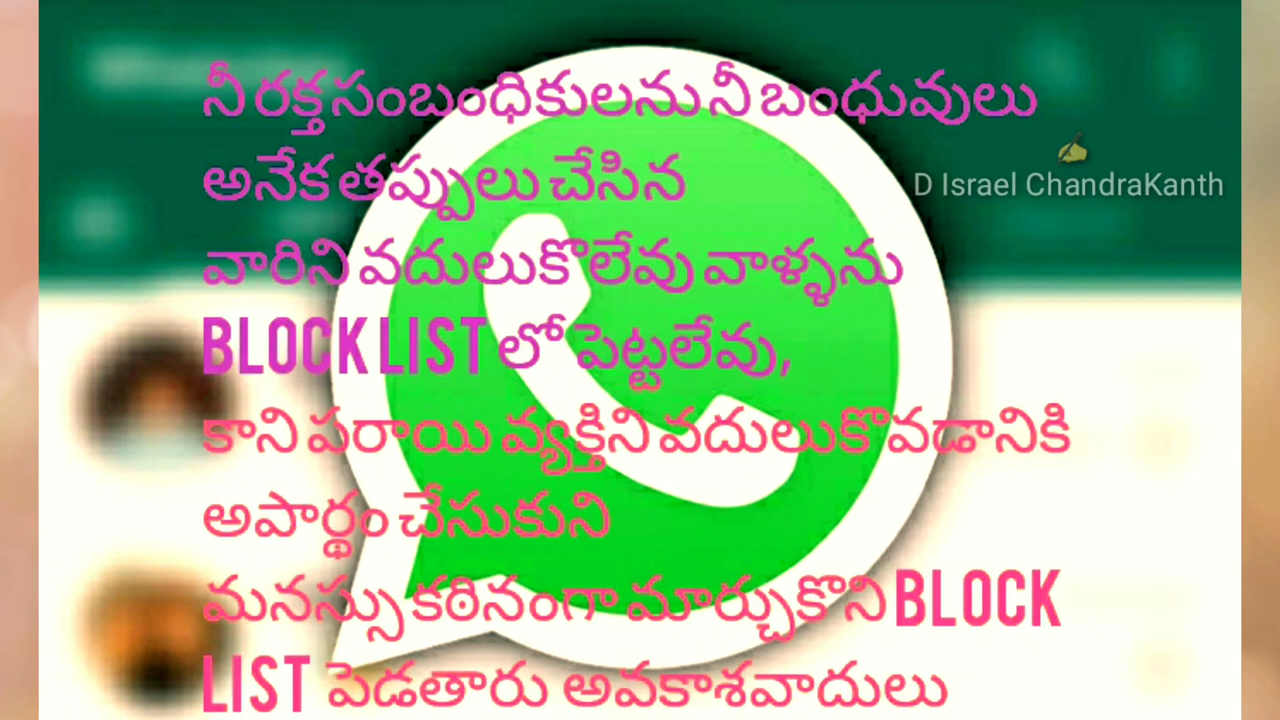 నీ రక్తసంబంధికులను నీ బంధువులు
అనేక తప్పులు చేసిన
వారిని వదులుకొలేవు వాళ్ళను
BLOCK LIST లో పెట్టలేవు,
కాని పరాయి వ్యక్తిని వదులుకొవడానికి
అపార్థం చేసుకుని
మనస్సు కఠినంగా మార్చుకొని BLOCK
LIST పెడతారు అవకాశవాదులు
✍
D Israel ChandraKanth